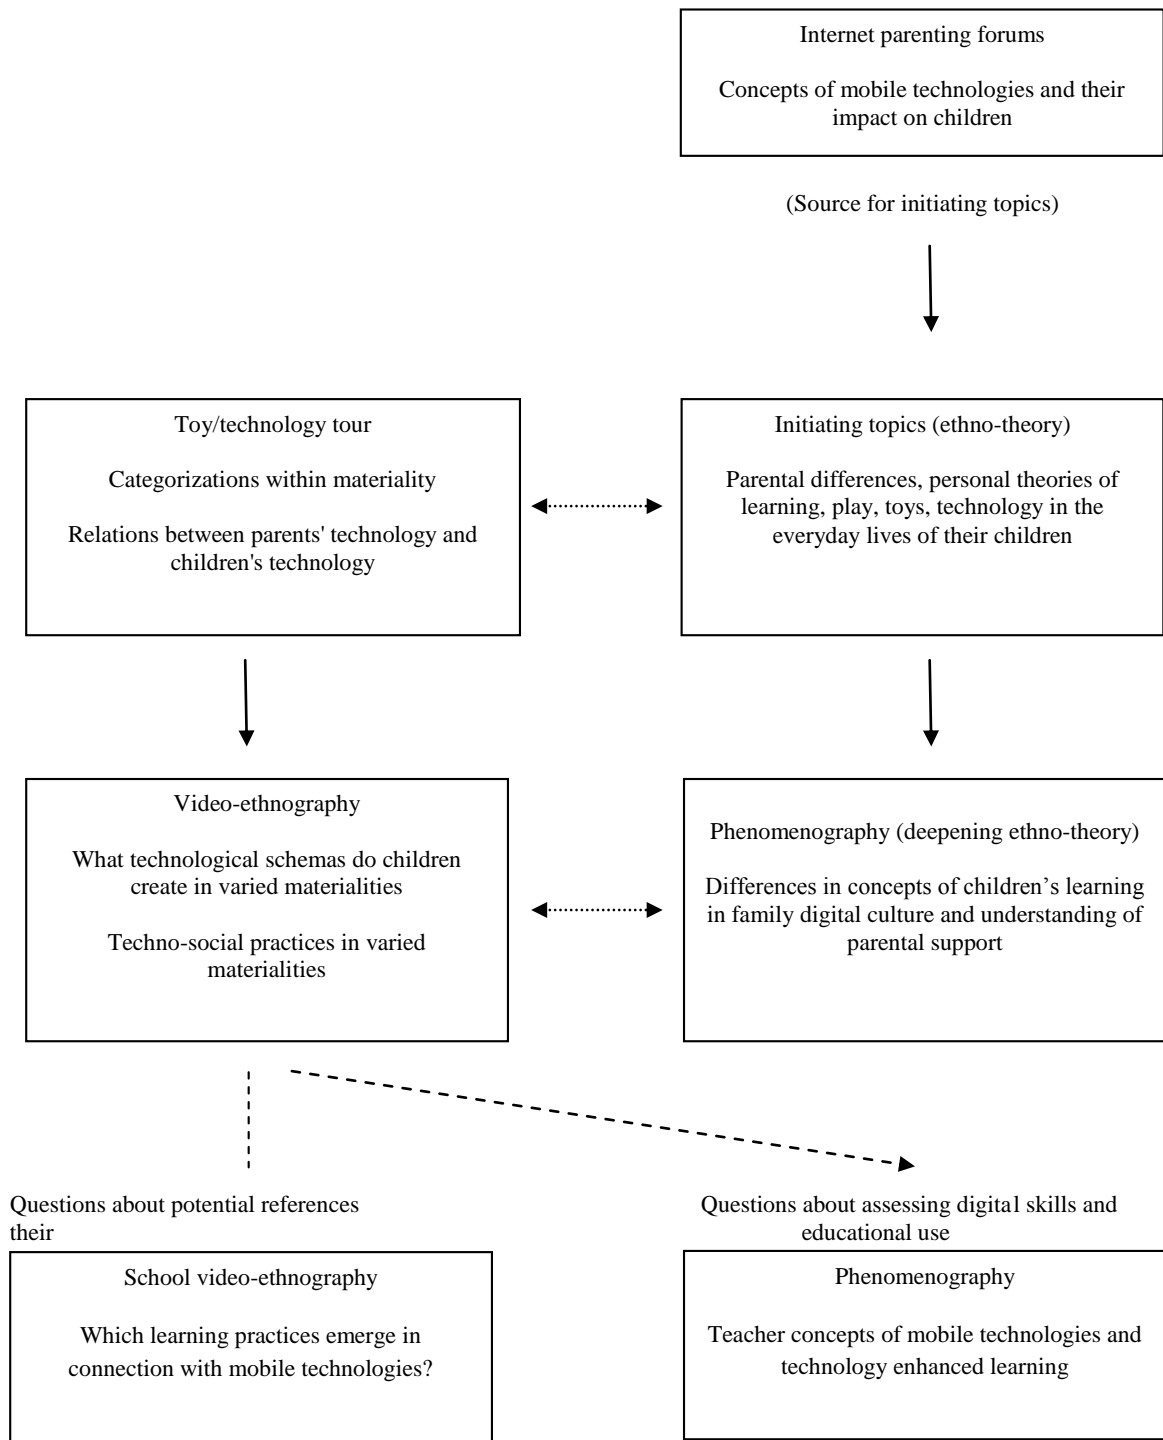 Internet parenting forums
Concepts of mobile technologies and their
impact on children
(Source for initiating topics)
Toy/technology tour
Categorizations within materiality
Relations between parents' technology and
children's technology
Initiating topics (ethno-theory)
Parental differences, personal theories of
learning, play, toys, technology in the
everyday lives of their children
Video-ethnography
What technological schemas do children
create in varied materialities
Techno-social practices in varied
materialities
Phenomenography (deepening ethno-theory)
Differences in concepts of children’s learning
in family digital culture and understanding of
parental support
Questions about potential references
their
Questions about assessing digital skills and
educational use
School video-ethnography
Which learning practices emerge in
connection with mobile technologies?
Phenomenography
Teacher concepts of mobile technologies and
technology enhanced learning